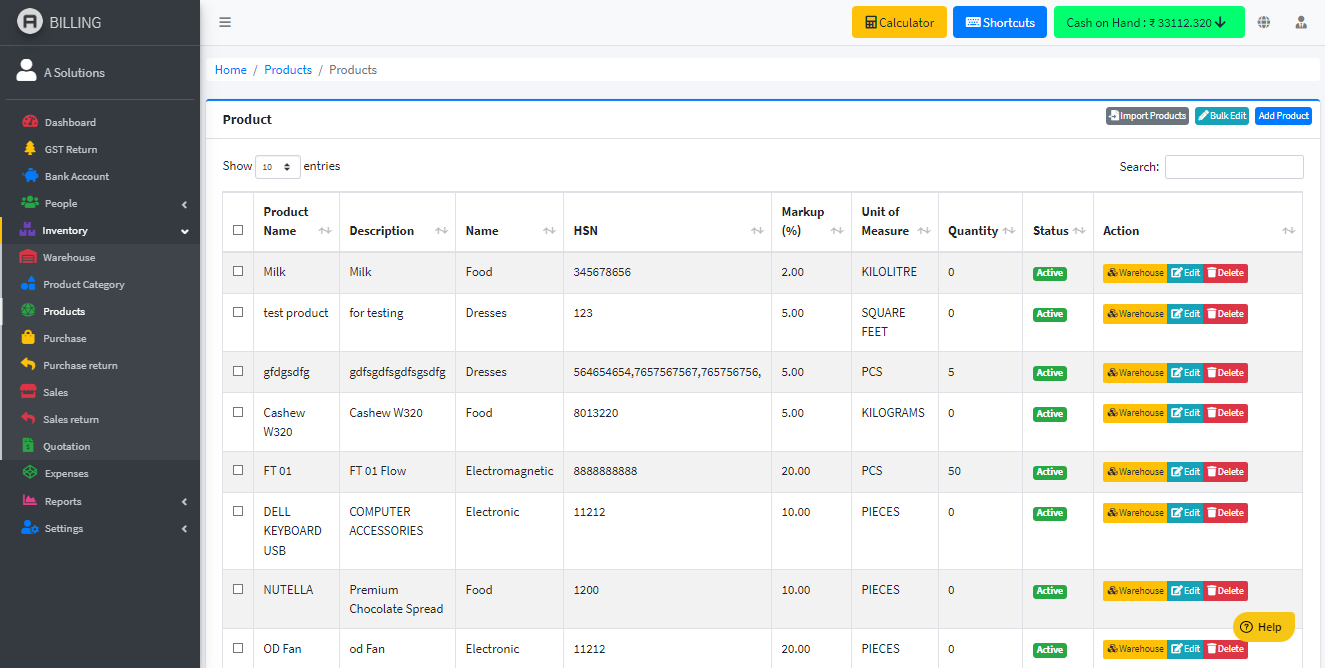 A BILLING
Calculator Shortcuts Cash on Hand : ₹ 33112.320
A Solutions
Home / Products / Products
Dashboard
GST Return
Bank Account
People
Inventory
Warehouse
Product Category
Products
Purchase
Purchase return
Sales
Sales return
Quotation
Expenses
Reports
Settings
Product
Import Products Bulk Edit Add Product
Show 10 entries
Search:
Product Name Description Name HSN Markup (%) Unit of Measure Quantity Status Action
Milk Milk Food 345678656 2.00 KILOLITRE 0 Active Warehouse Edit Delete
test product for testing Dresses 123 5.00 SQUARE FEET 0 Active Warehouse Edit Delete
gfdgsdfg gdfsgdfsgdfsgsdfg Dresses 564654654,7657567567,765756756, 5.00 PCS 5 Active Warehouse Edit Delete
Cashew W320 Cashew W320 Food 8013220 5.00 KILOGRAMS 0 Active Warehouse Edit Delete
FT 01 FT 01 Flow Electromagnetic 8888888888 20.00 PCS 50 Active Warehouse Edit Delete
DELL KEYBOARD USB COMPUTER ACCESSORIES Electronic 11212 10.00 PIECES 0 Active Warehouse Edit Delete
NUTELLA Premium Chocolate Spread Food 1200 10.00 PIECES 0 Active Warehouse Edit Delete
OD Fan od Fan Electronic 11212 20.00 PIECES 0 Active Warehouse Edit Delete
Help